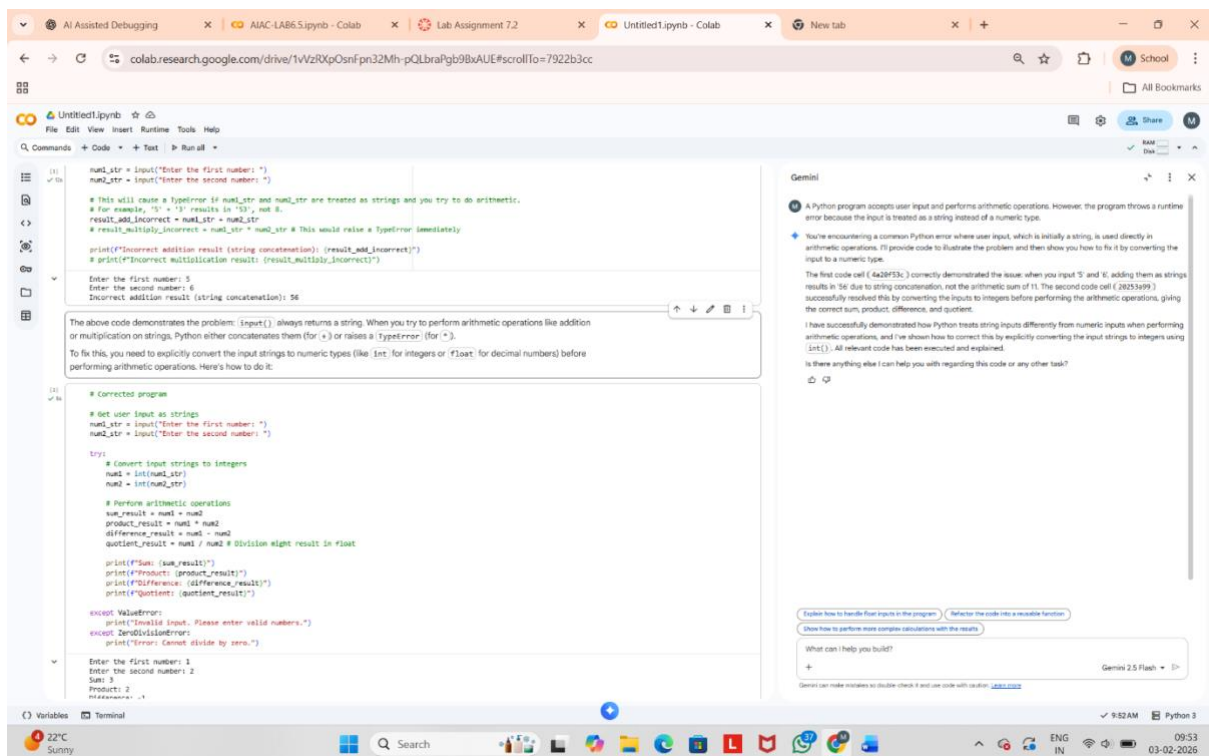 AI Assisted Debugging
AIAC-LAB6.5.ipynb - Colab
Lab Assignment 7.2
Untitled1.ipynb - Colab
New tab
colab.research.google.com/drive/1vVzRXpOsnFpn32Mh-pQLbraPgb9BxAUE#scrollTo=7922b3cc
School
All Bookmarks
Untitled1.ipynb
File Edit View Insert Runtime Tools Help
Share
M
Commands + Code + Text Run all
RAM
Disk
num1_str = input("Enter the first number: ")
num2_str = input("Enter the second number: ")
# This will cause a TypeError if num1_str and num2_str are treated as strings and you try to do arithmetic.
# For example, '5' + '3' results in '53', not 8.
result_add_incorrect = num1_str + num2_str
# result_multiply_incorrect = num1_str * num2_str # This would raise a TypeError immediately
print(f"Incorrect addition result (string concatenation): {result_add_incorrect}")
# print(f"Incorrect multiplication result: {result_multiply_incorrect}")
Enter the first number: 5
Enter the second number: 6
Incorrect addition result (string concatenation): 56
The above code demonstrates the problem: input() always returns a string. When you try to perform arithmetic operations like addition
or multiplication on strings, Python either concatenates them (for +) or raises a TypeError (for *).
To fix this, you need to explicitly convert the input strings to numeric types (like int for integers or float for decimal numbers) before
performing arithmetic operations. Here's how to do it:
# Corrected program
# Get user input as strings
num1_str = input("Enter the first number: ")
num2_str = input("Enter the second number: ")
try:
# Convert input strings to integers
num1 = int(num1_str)
num2 = int(num2_str)
# Perform arithmetic operations
sum_result = num1 + num2
product_result = num1 * num2
difference_result = num1 - num2
quotient_result = num1 / num2 # Division might result in float
print(f"Sum: {sum_result}")
print(f"Product: {product_result}")
print(f"Difference: {difference_result}")
print(f"Quotient: {quotient_result}")
except ValueError:
print("Invalid input. Please enter valid numbers.")
except ZeroDivisionError:
print("Error: Cannot divide by zero.")
Enter the first number: 1
Enter the second number: 2
Sum: 3
Product: 2
Difference: -1
Gemini
A Python program accepts user input and performs arithmetic operations. However, the program throws a runtime
error because the input is treated as a string instead of a numeric type.
You're encountering a common Python error where user input, which is initially a string, is used directly in
arithmetic operations. I'll provide code to illustrate the problem and then show you how to fix it by converting the
input to a numeric type.
The first code cell ( 4a20f53c ) correctly demonstrated the issue: when you input '5' and '6', adding them as strings
results in '56' due to string concatenation, not the arithmetic sum of 11. The second code cell ( 20253a99 )
successfully resolved this by converting the inputs to integers before performing the arithmetic operations, giving
the correct sum, product, difference, and quotient.
I have successfully demonstrated how Python treats string inputs differently from numeric inputs when performing
arithmetic operations, and I've shown how to correct this by explicitly converting the input strings to integers using
int(). All relevant code has been executed and explained.
Is there anything else I can help you with regarding this code or any other task?
Explain how to handle float inputs in the program
Refactor the code into a reusable function
Show how to perform more complex calculations with the results
What can I help you build?
Gemini 2.5 Flash
Gemini can make mistakes so double-check it and use code with caution. Learn more
Variables Terminal
9:52 AM Python 3
22°C
Sunny
Search
ENG
IN
09:53
03-02-2026